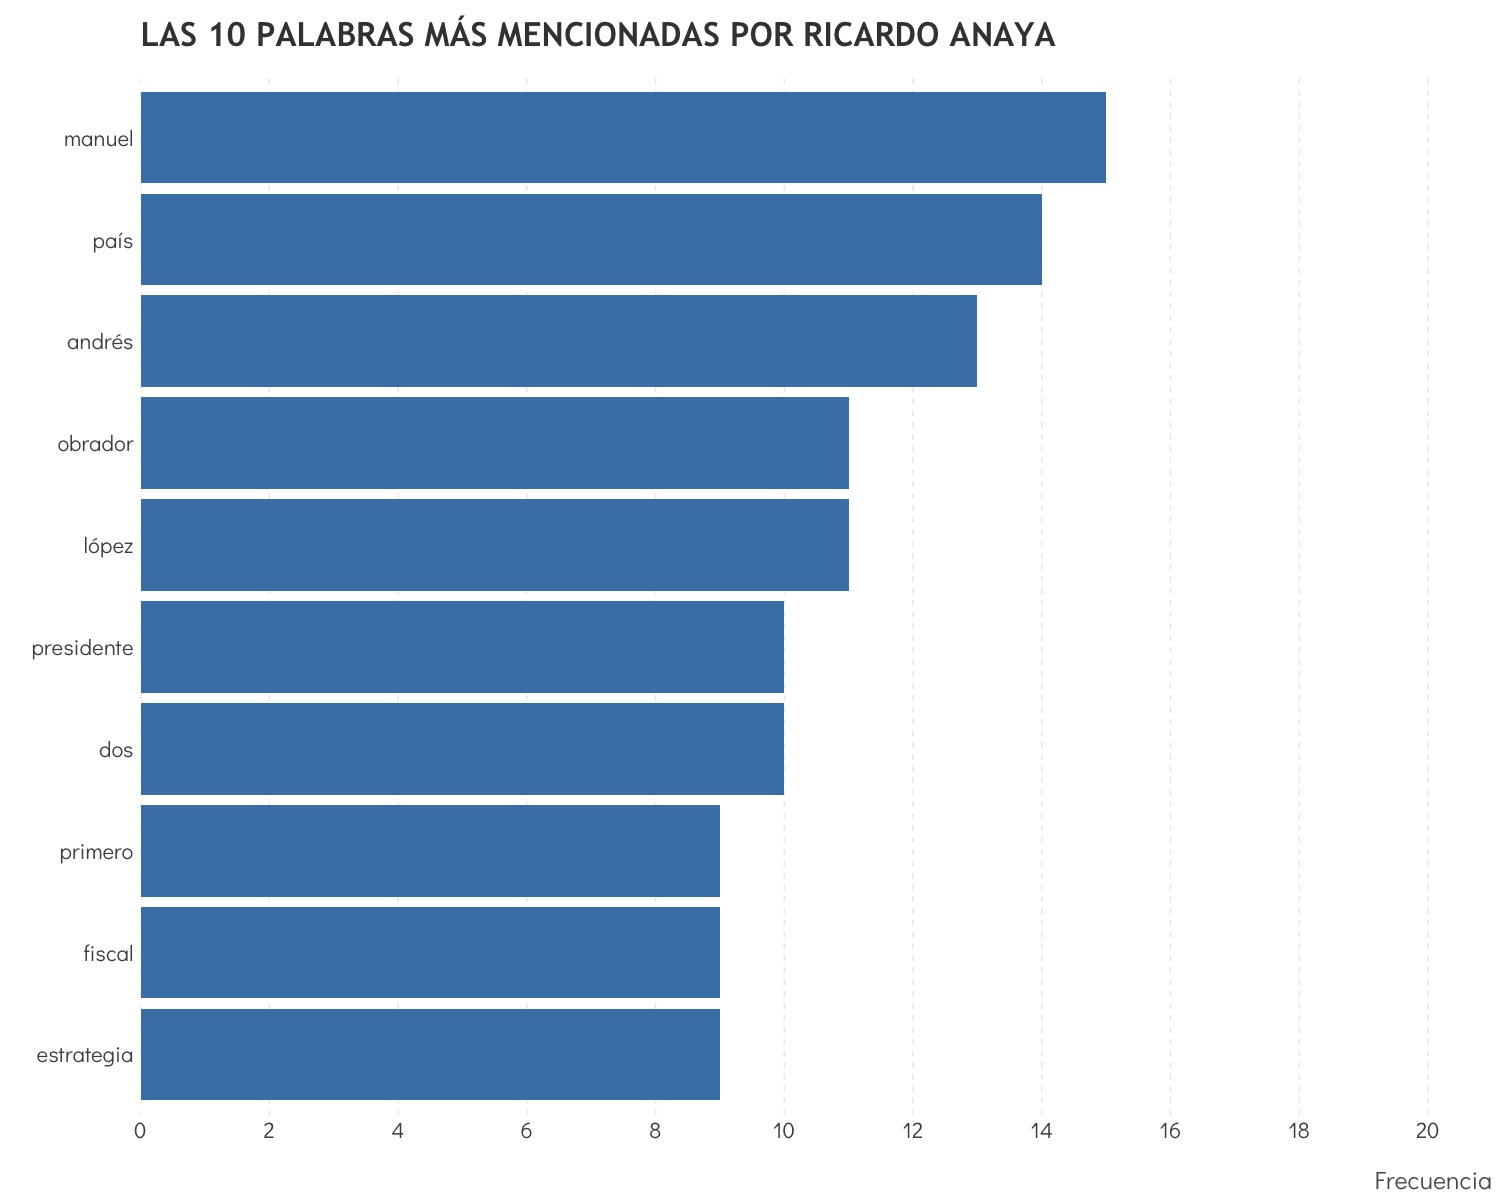 LAS 10 PALABRAS MÁS MENCIONADAS POR RICARDO ANAYA
manuel
país
andrés
obrador
lópez
presidente
dos
primero
fiscal
estrategia
0 2 4 6 8 10 12 14 16 18 20
Frecuencia